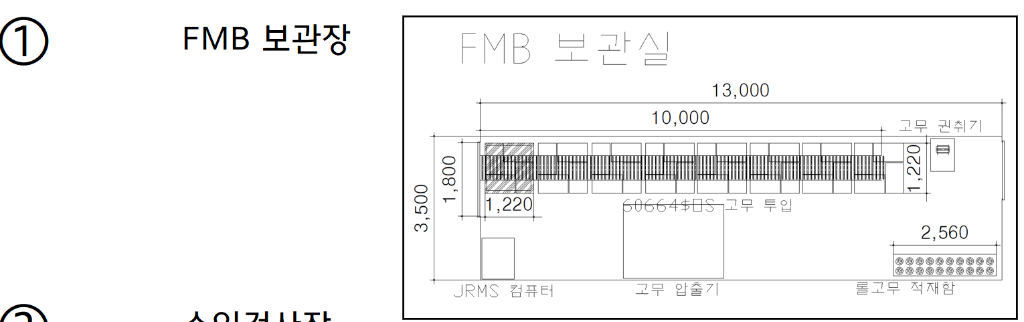 ① FMB 보관장
FMB 보관실
13,000
10,000
고무 권취기
1,800
1,220
3,500
1,220
고무 투입
2,560
JRMS 컴퓨터
고무 압출기
롤고무 적재함